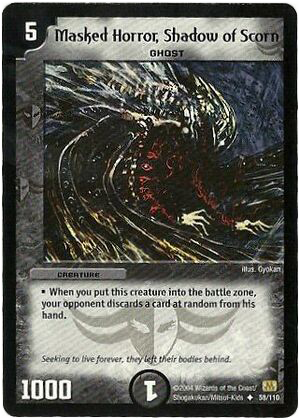 5 Masked Horror, Shadow of Scorn
GHOST
illus. Gyokan
CREATURE
• When you put this creature into the battle zone,
your opponent discards a card at random from his
hand.
Seeking to live forever, they left their bodies behind.
1000
1
©2004 Wizards of the Coast/
Shogakukan/Mitsui-Kids ◆ 58/110